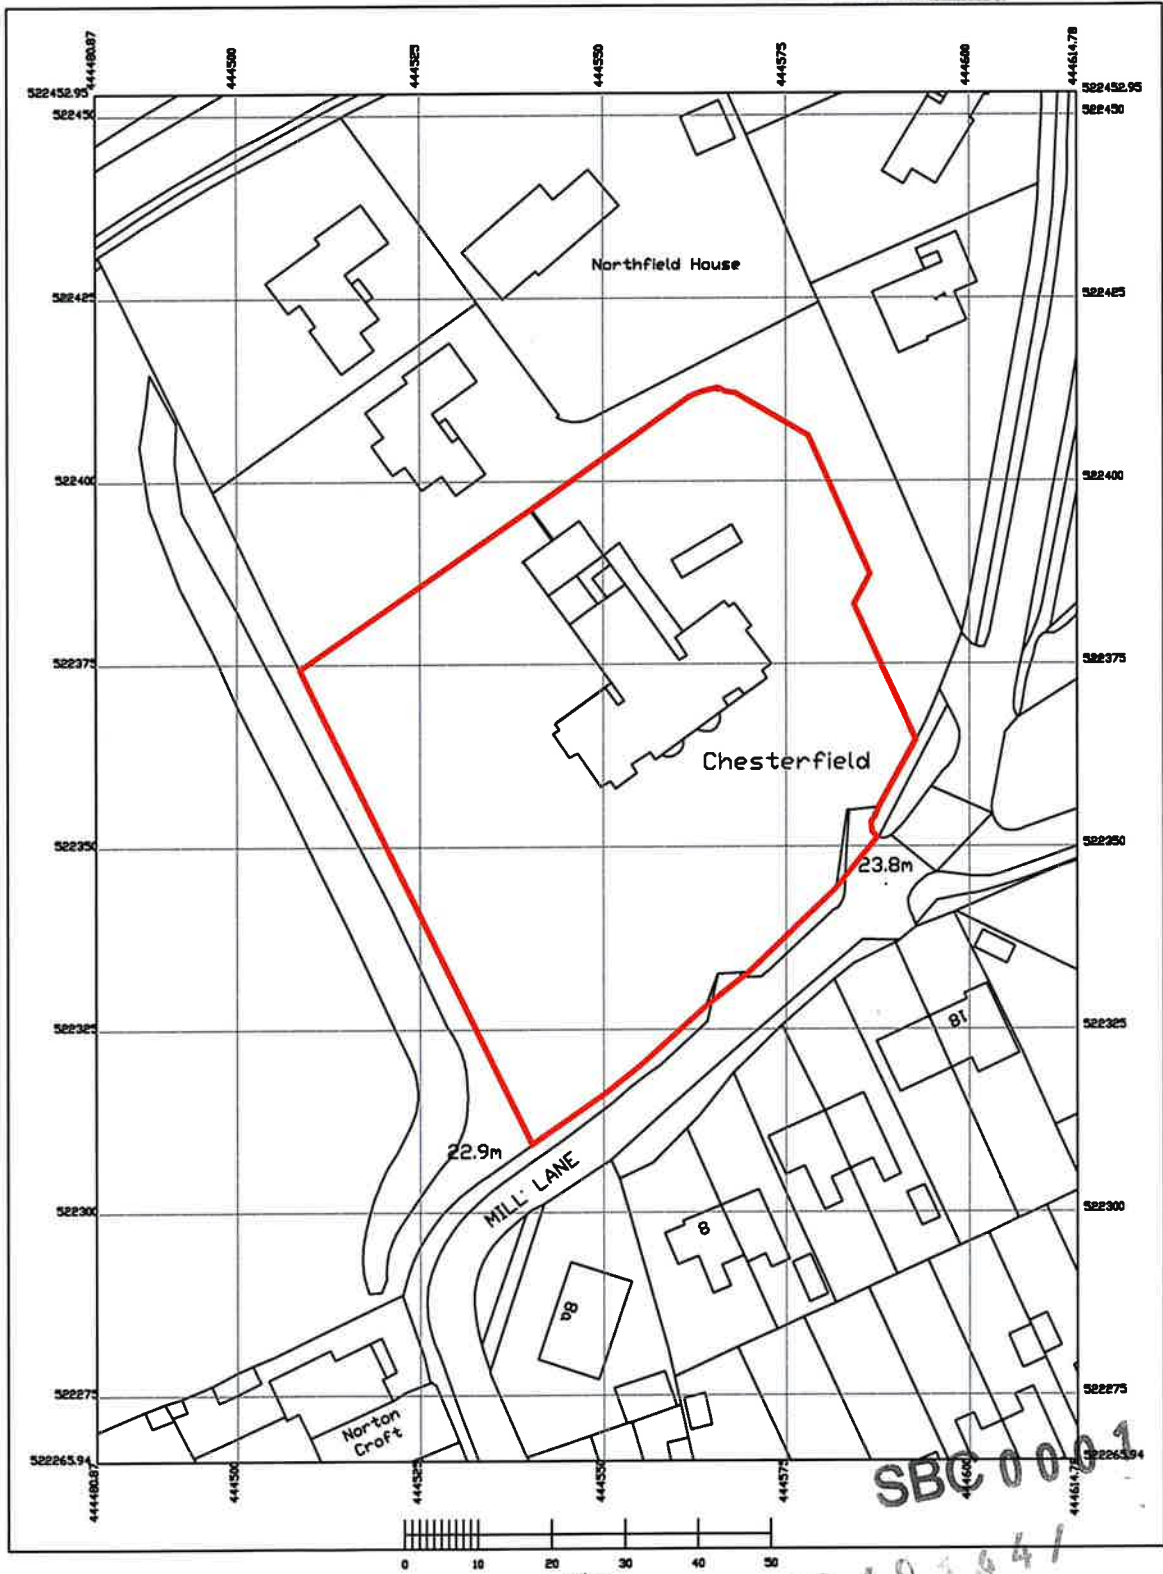 444480.87 444500 444525 444550 444575 444600 444614.78
522452.95 522452.95
522450 522450
Northfield House
522425 522425
522400 522400
522375 522375
Chesterfield
522350 522350
23.8m
522325 522325
18
22.9m
MILL LANE
522300 522300
8
8a
522275 522275
Norton
Croft
522265.94 522265.94
444480.87 444500 444525 444550 444575 444600 444614.78
SBC 0001
0 10 20 30 40 50